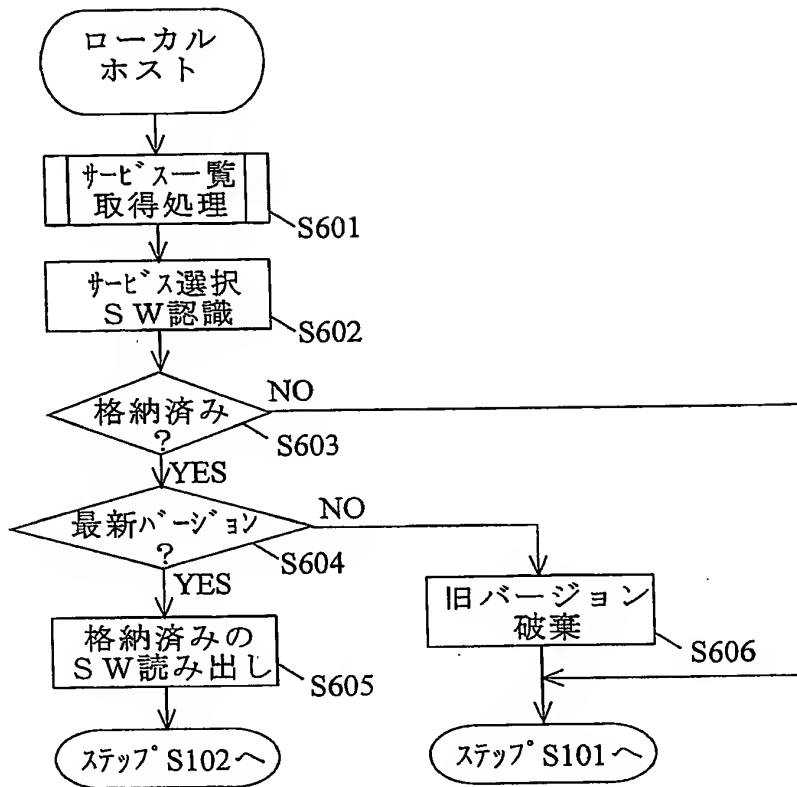 ローカル
ホスト
サービス一覧
取得処理
S601
サービス選択
SW認識
S602
格納済み
?
NO
S603
YES
最新バージョン
?
NO
S604
YES
旧バージョン
破棄
S606
格納済みの
SW読み出し
S605
ステップS102へ
ステップS101へ